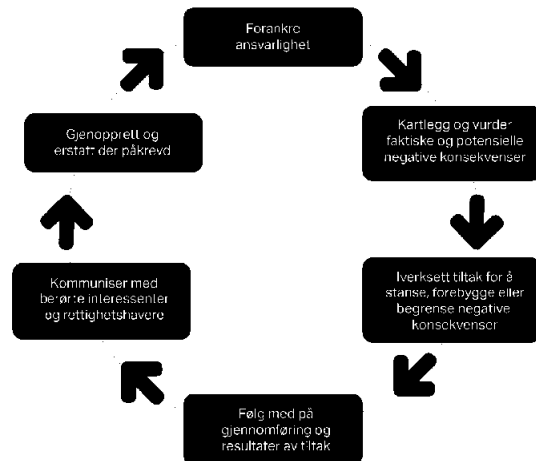 Forankre
ansvarlighet
Kartlegg og vurder
faktiske og potensielle
negative konsekvenser
Iverksett tiltak for å
stanse, forebygge eller
begrense negative
konsekvenser
Følg med på
gjennomføring og
resultater av tiltak
Kommuniser med
berørte interessenter
og rettighetshavere
Gjenopprett og
erstatt der påkrevd